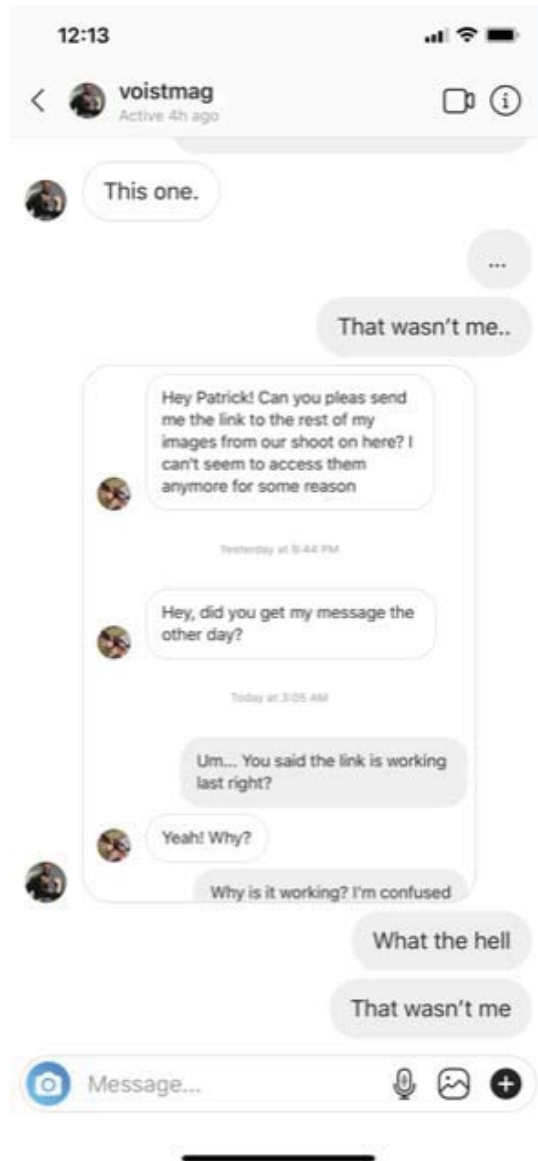 12:13
voistmag
Active 4h ago
This one.
...
That wasn't me..
Hey Patrick! Can you pleas send
me the link to the rest of my
images from our shoot on here? I
can't seem to access them
anymore for some reason
Yesterday at PM
Hey, did you get my message the
other day?
Today at 3:05 AM
Um... You said the link is working
last right?
Yeah! Why?
Why is it working? I'm confused
What the hell
That wasn't me
Message...